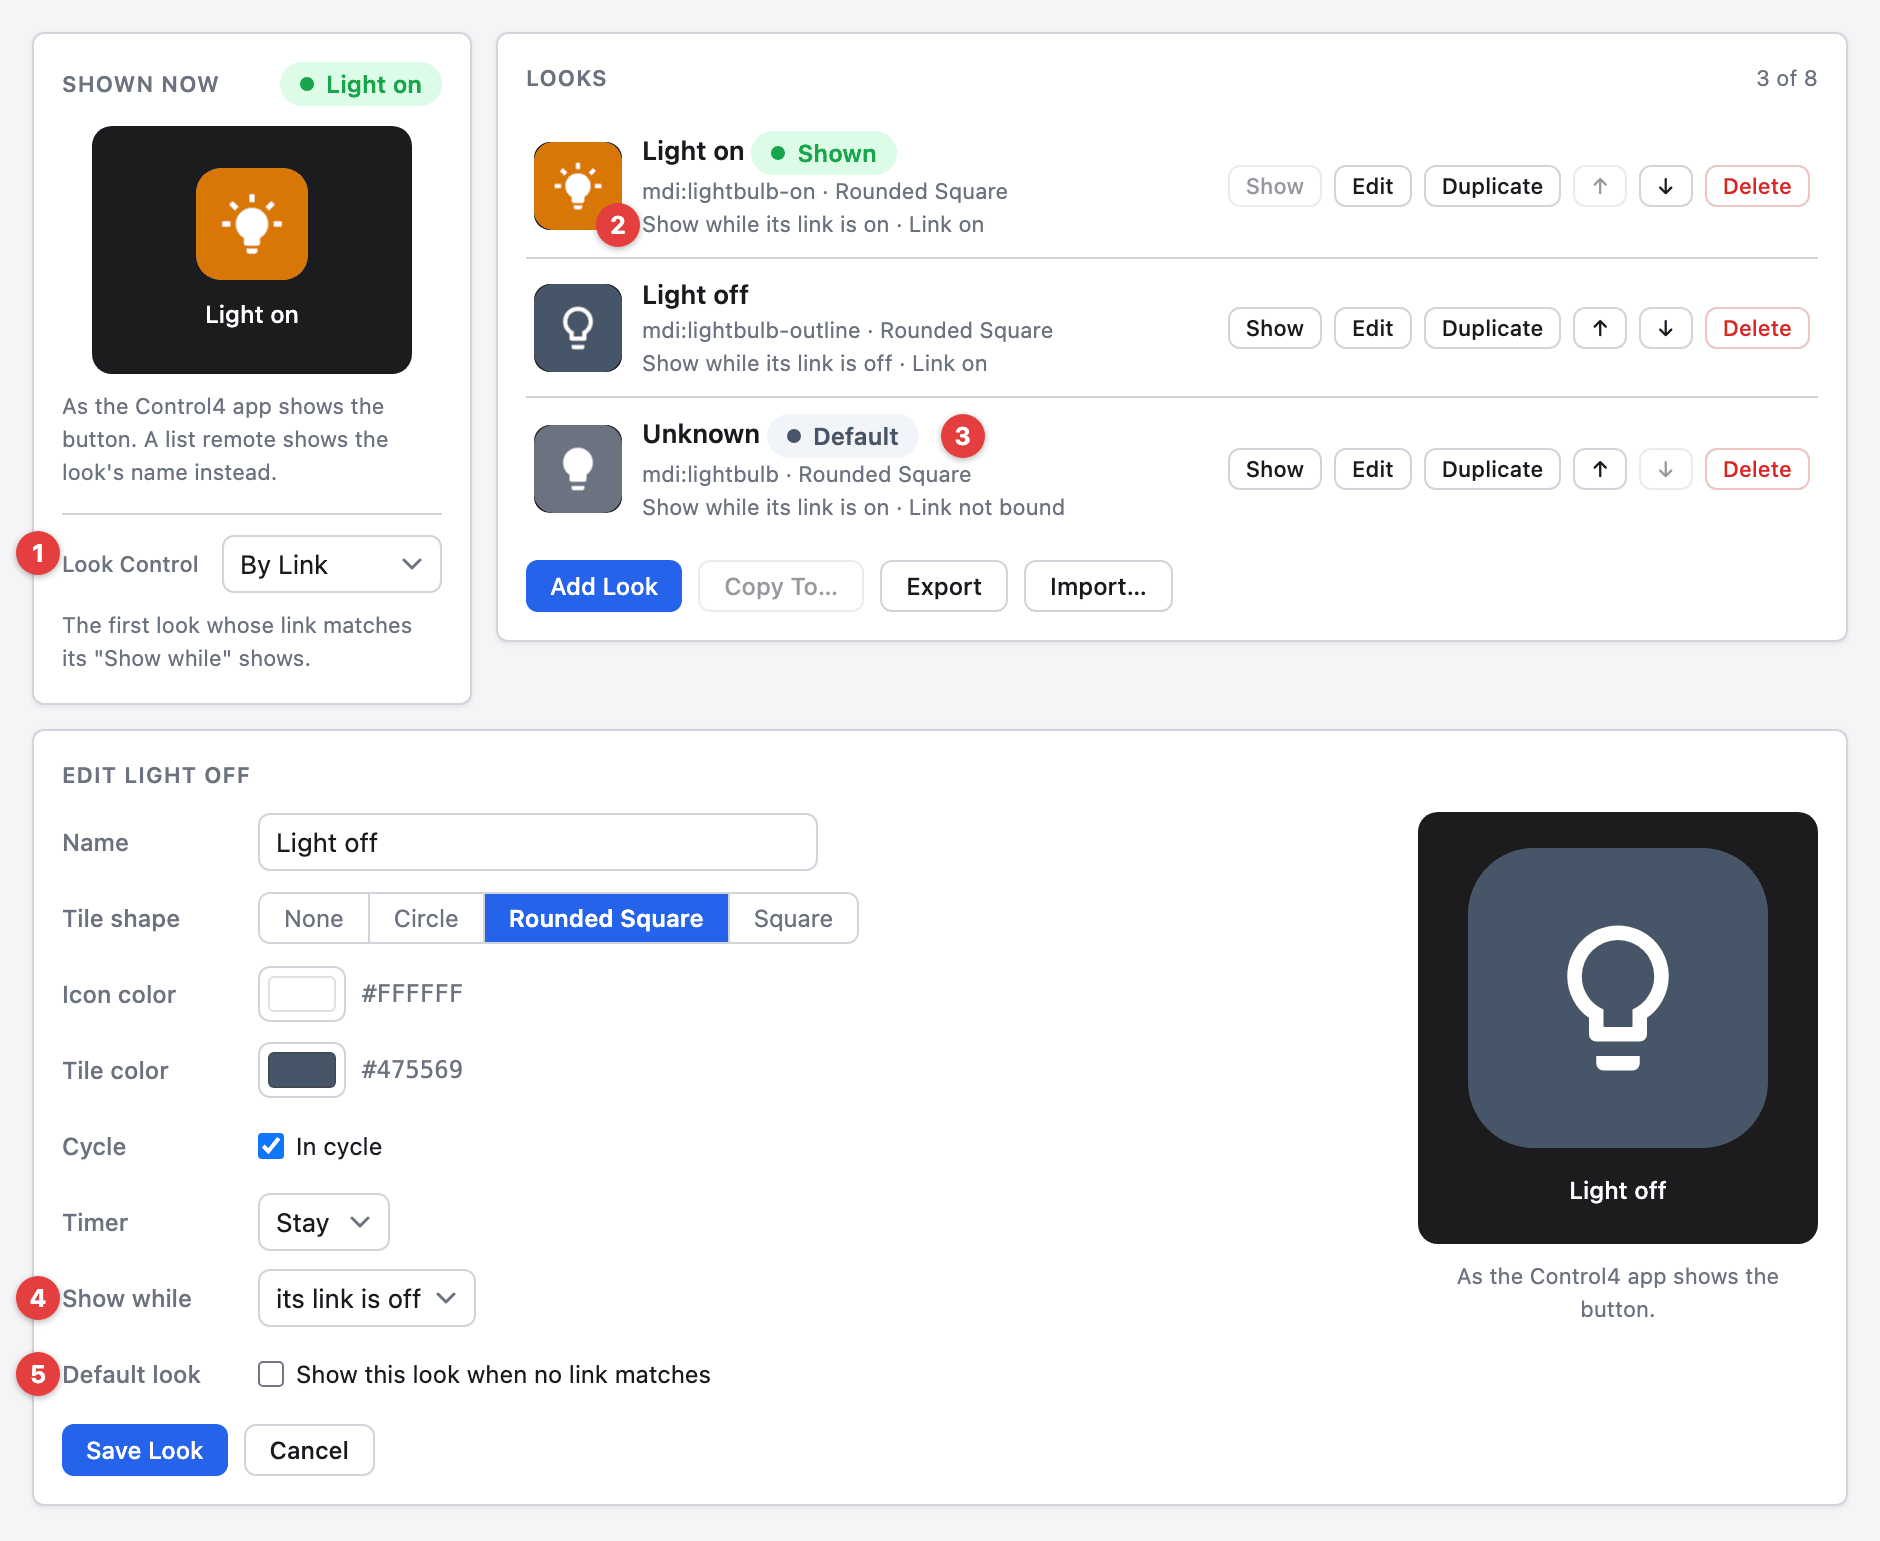 SHOWN NOW
Light on
Light on
As the Control4 app shows the
button. A list remote shows the
look's name instead.
1
Look Control
By Link
The first look whose link matches
its "Show while" shows.
LOOKS
3 of 8
Light on
Shown
mdi:lightbulb-on · Rounded Square
2
Show while its link is on · Link on
Show
Edit
Duplicate
↑
↓
Delete
Light off
mdi:lightbulb-outline · Rounded Square
Show while its link is off · Link on
Show
Edit
Duplicate
↑
↓
Delete
Unknown
Default
3
mdi:lightbulb · Rounded Square
Show while its link is on · Link not bound
Show
Edit
Duplicate
↑
↓
Delete
Add Look
Copy To...
Export
Import...
EDIT LIGHT OFF
Name
Light off
Tile shape
None
Circle
Rounded Square
Square
Icon color
#FFFFFF
Tile color
#475569
Cycle
In cycle
Timer
Stay
4
Show while
its link is off
5
Default look
Show this look when no link matches
Save Look
Cancel
Light off
As the Control4 app shows the
button.